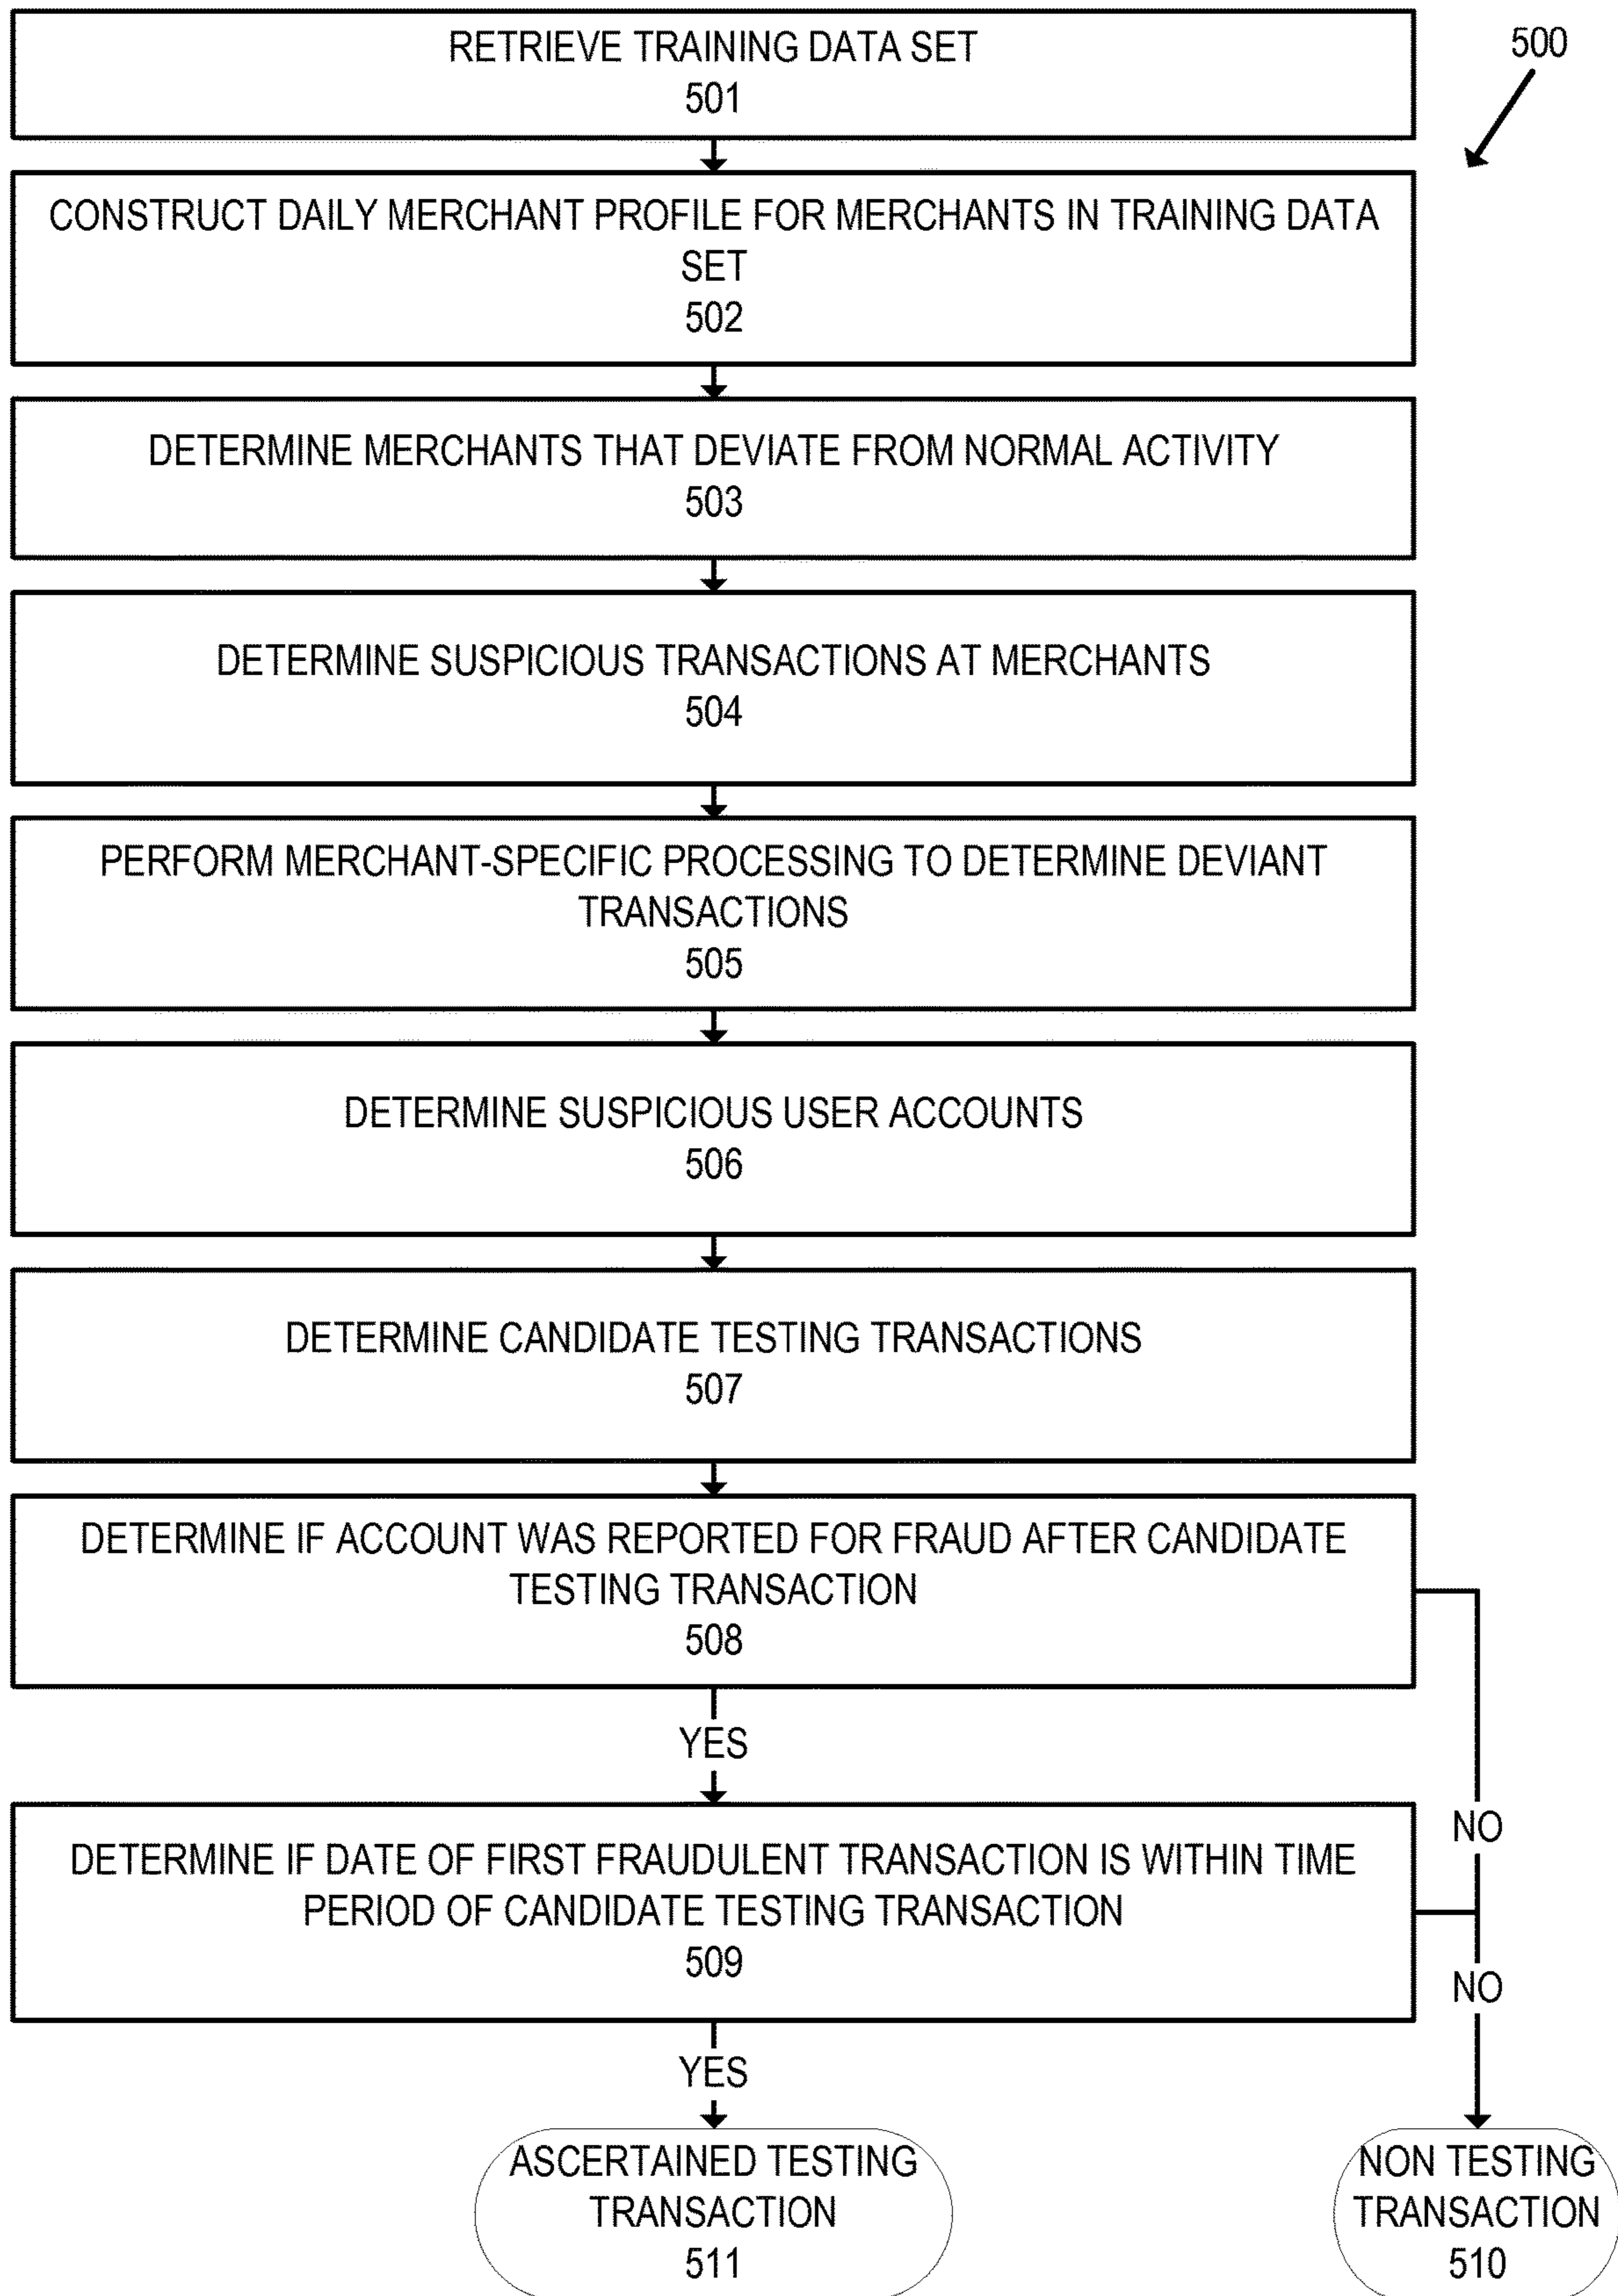 RETRIEVE TRAINING DATA SET
501
500
CONSTRUCT DAILY MERCHANT PROFILE FOR MERCHANTS IN TRAINING DATA
SET
502
DETERMINE MERCHANTS THAT DEVIATE FROM NORMAL ACTIVITY
503
DETERMINE SUSPICIOUS TRANSACTIONS AT MERCHANTS
504
PERFORM MERCHANT-SPECIFIC PROCESSING TO DETERMINE DEVIANT
TRANSACTIONS
505
DETERMINE SUSPICIOUS USER ACCOUNTS
506
DETERMINE CANDIDATE TESTING TRANSACTIONS
507
DETERMINE IF ACCOUNT WAS REPORTED FOR FRAUD AFTER CANDIDATE
TESTING TRANSACTION
508
YES
NO
DETERMINE IF DATE OF FIRST FRAUDULENT TRANSACTION IS WITHIN TIME
PERIOD OF CANDIDATE TESTING TRANSACTION
509
NO
YES
ASCERTAINED TESTING
TRANSACTION
511
NON TESTING
TRANSACTION
510